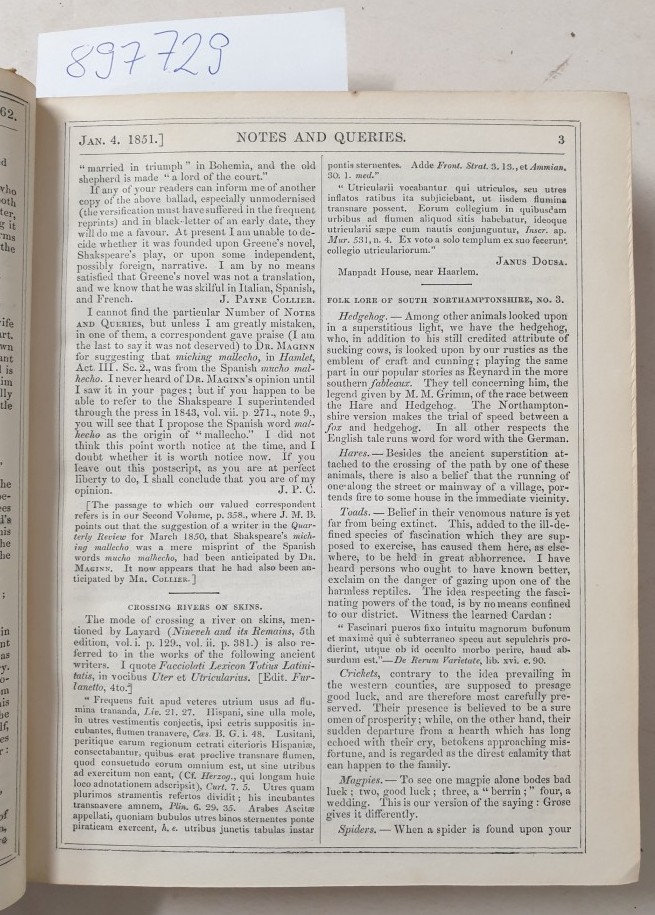 897729
JAN. 4. 1851.]
NOTES AND QUERIES.
3
"married in triumph" in Bohemia, and the old
shepherd is made "a lord of the court."
If any of your readers can inform me of another
copy of the above ballad, especially unmodernised
(the versification must have suffered in the frequent
reprints) and in black-letter of an early date, they
will do me a favour. At present I am unable to de-
cide whether it was founded upon Greene's novel,
Shakspeare's play, or upon some independent,
possibly foreign, narrative. I am by no means
satisfied that Greene's novel was not a translation,
and we know that he was skilful in Italian, Spanish,
and French. J. PAYNE COLLIER.
I cannot find the particular Number of NOTES
AND QUERIES, but unless I am greatly mistaken,
in one of them, a correspondent gave praise (I am
the last to say it was not deserved) to DR. MAGINN
for suggesting that miching mallecho, in Hamlet,
Act III. Sc. 2., was from the Spanish mucho mal-
hecho. I never heard of DR. MAGINN'S opinion until
I saw it in your pages; but if you happen to be
able to refer to the Shakspeare I superintended
through the press in 1843, vol. vii. p. 271., note 9.,
you will see that I propose the Spanish word mal-
hecho as the origin of "mallecho." I did not
think this point worth notice at the time, and I
doubt whether it is worth notice now. If you
leave out this postscript, as you are at perfect
liberty to do, I shall conclude that you are of my
opinion. J. P. C.
[The passage to which our valued correspondent
refers is in our Second Volume, p. 358., where J. M. B.
points out that the suggestion of a writer in the Quar-
terly Review for March 1850, that Shakspeare's mich-
ing mallecho was a mere misprint of the Spanish
words mucho malhecho, had been anticipated by DR.
MAGINN. It now appears that he had also been an-
ticipated by MR. COLLIER.]
CROSSING RIVERS ON SKINS.
The mode of crossing a river on skins, men-
tioned by Layard (Nineveh and its Remains, 5th
edition, vol. i. p. 129., vol. ii. p. 381.) is also re-
ferred to in the works of the following ancient
writers. I quote Facciolati Lexicon Totius Latini-
tatis, in vocibus Uter et Utricularius. [Edit. Fur-
lanetto, 4to.]
"Frequens fuit apud veteres utrium usus ad flu-
mina trananda, Liv. 21. 27. Hispani, sine ulla mole,
in utres vestimentis conjectis, ipsi cetris suppositis in-
cubantes, flumen tranavere, Cæs. B. G. i. 48. Lusitani,
peritique earum regionum cetrati citerioris Hispaniæ,
consectabantur, quibus erat proclive transnare flumen,
quod consuetudo eorum omnium est, ut sine utribus
ad exercitum non eant, (Cf. Herzog., qui longam huic
loco adnotationem adscripsit), Curt. 7. 5. Utres quam
plurimos stramentis refertos dividit; his incubantes
transnavere amnem, Plin. 6. 29. 35. Arabes Ascitæ
appellati, quoniam bubulos utres binos sternentes ponte
piraticam exercent, h. e. utribus junctis tabulas instar
pontis sternentes. Adde Front. Strat. 3. 13., et Ammian.
30. 1. med."
"Utricularii vocabantur qui utriculos, seu utres
inflatos ratibus ita subjiciebant, ut iisdem flumina
transnare possent. Eorum collegium in quibusdam
urbibus ad flumen aliquod sitis habebatur, ideoque
utricularii sæpe cum nautis conjunguntur, Inscr. ap.
Mur. 531, n. 4. Ex voto a solo templum ex suo fecerunt
collegio utriculariorum."
JANUS DOUSA.
Manpadt House, near Haarlem.
FOLK LORE OF SOUTH NORTHAMPTONSHIRE, NO. 3.
Hedgehog. — Among other animals looked upon
in a superstitious light, we have the hedgehog,
who, in addition to his still credited attribute of
sucking cows, is looked upon by our rustics as the
emblem of craft and cunning; playing the same
part in our popular stories as Reynard in the more
southern fableaux. They tell concerning him, the
legend given by M. M. Grimm, of the race between
the Hare and Hedgehog. The Northampton-
shire version makes the trial of speed between a
fox and hedgehog. In all other respects the
English tale runs word for word with the German.
Hares. — Besides the ancient superstition at-
tached to the crossing of the path by one of these
animals, there is also a belief that the running of
one along the street or mainway of a village, por-
tends fire to some house in the immediate vicinity.
Toads. — Belief in their venomous nature is yet
far from being extinct. This, added to the ill-de-
fined species of fascination which they are sup-
posed to exercise, has caused them here, as else-
where, to be held in great abhorrence. I have
heard persons who ought to have known better,
exclaim on the danger of gazing upon one of the
harmless reptiles. The idea respecting the fasci-
nating powers of the toad, is by no means confined
to our district. Witness the learned Cardan:
"Fascinari pueros fixo intuitu magnorum bufonum
et maximé qui è subterraneo specu aut sepulchris pro-
dierint, utque ob id occulto morbo perire, haud ab-
surdum est."—De Rerum Varietate, lib. xvi. c. 90.
Crickets, contrary to the idea prevailing in
the western counties, are supposed to presage
good luck, and are therefore most carefully pre-
served. Their presence is believed to be a sure
omen of prosperity; while, on the other hand, their
sudden departure from a hearth which has long
echoed with their cry, betokens approaching mis-
fortune, and is regarded as the direst calamity that
can happen to the family.
Magpies. — To see one magpie alone bodes bad
luck; two, good luck; three, a "berrin;" four, a
wedding. This is our version of the saying: Grose
gives it differently.
Spiders. — When a spider is found upon your